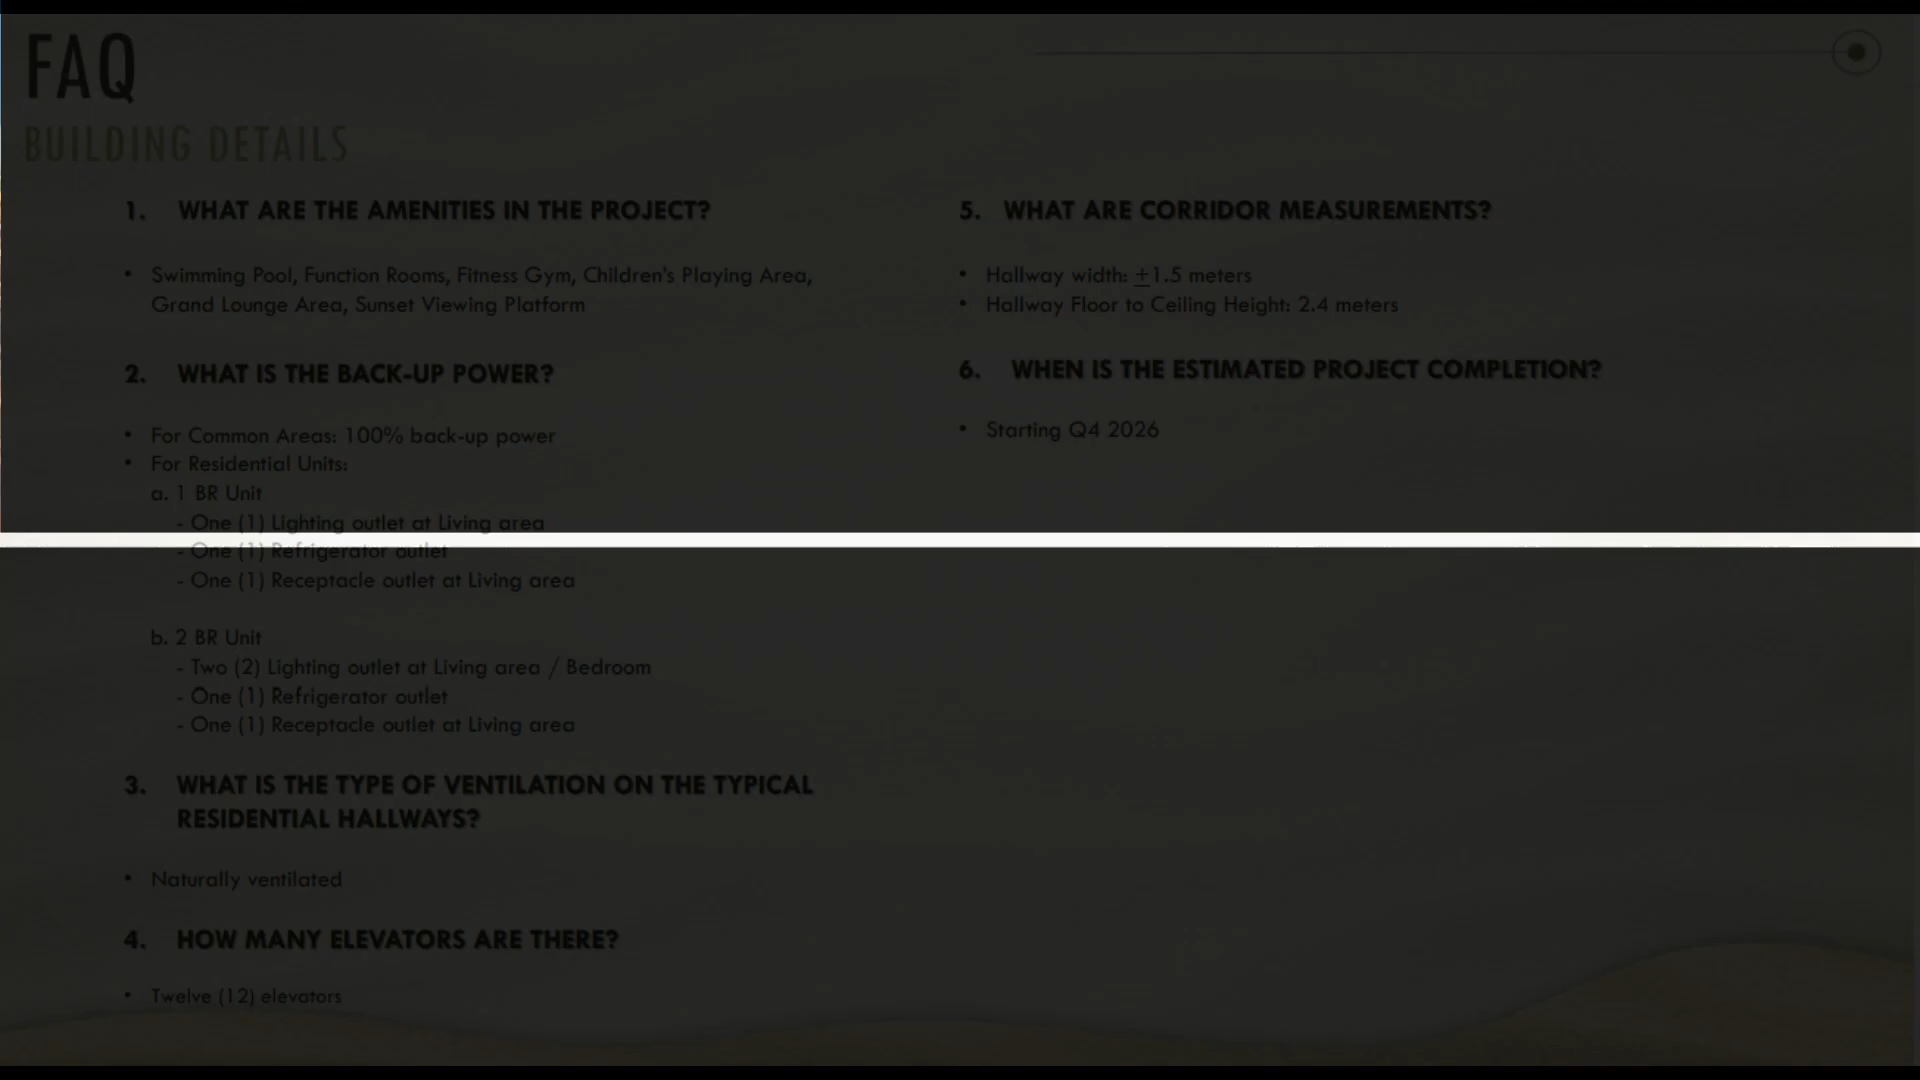 FAQ
BUILDING DETAILS
1. WHAT ARE THE AMENITIES IN THE PROJECT?
• Swimming Pool, Function Rooms, Fitness Gym, Children's Playing Area,
Grand Lounge Area, Sunset Viewing Platform
2. WHAT IS THE BACK-UP POWER?
• For Common Areas: 100% back-up power
• For Residential Units:
a. 1 BR Unit
- One (1) Lighting outlet at Living area
- One (1) Refrigerator outlet
- One (1) Receptacle outlet at Living area
b. 2 BR Unit
- Two (2) Lighting outlet at Living area / Bedroom
- One (1) Refrigerator outlet
- One (1) Receptacle outlet at Living area
3. WHAT IS THE TYPE OF VENTILATION ON THE TYPICAL
RESIDENTIAL HALLWAYS?
• Naturally ventilated
4. HOW MANY ELEVATORS ARE THERE?
• Twelve (12) elevators
5. WHAT ARE CORRIDOR MEASUREMENTS?
• Hallway width: ±1.5 meters
• Hallway Floor to Ceiling Height: 2.4 meters
6. WHEN IS THE ESTIMATED PROJECT COMPLETION?
• Starting Q4 2026